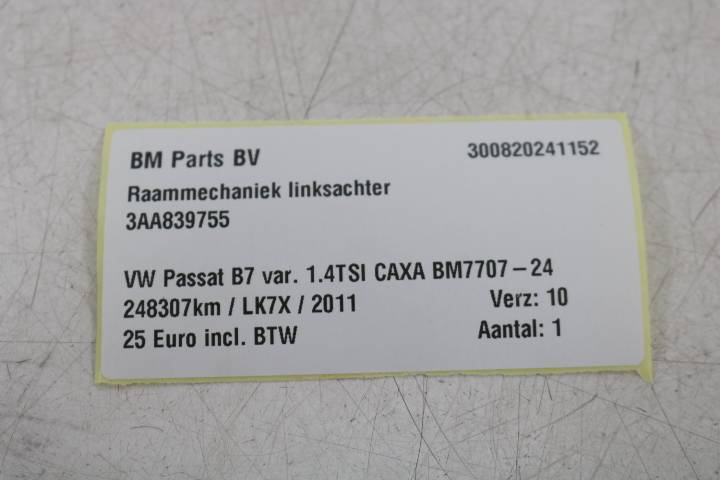 BM Parts BV 300820241152
Raammechaniek linksachter
3AA839755
VW Passat B7 var. 1.4TSI CAXA BM7707-24
248307km / LK7X / 2011 Verz: 10
25 Euro incl. BTW Aantal: 1